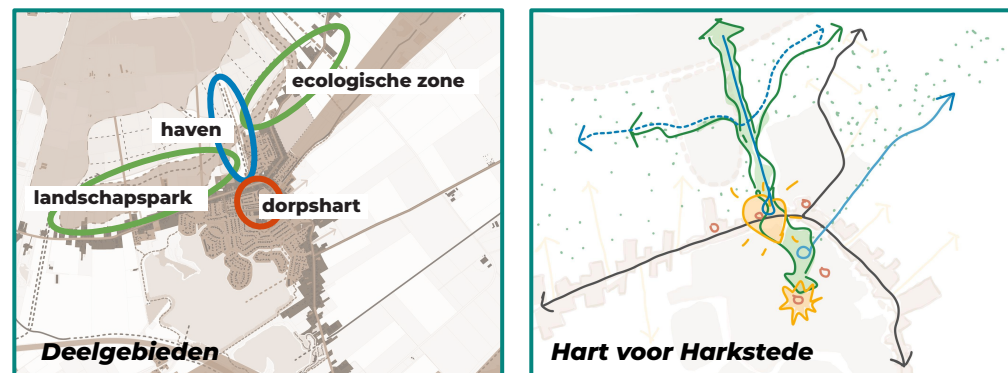 ecologische zone
haven
landschapspark
dorpshart
Deelgebieden
Hart voor Harkstede